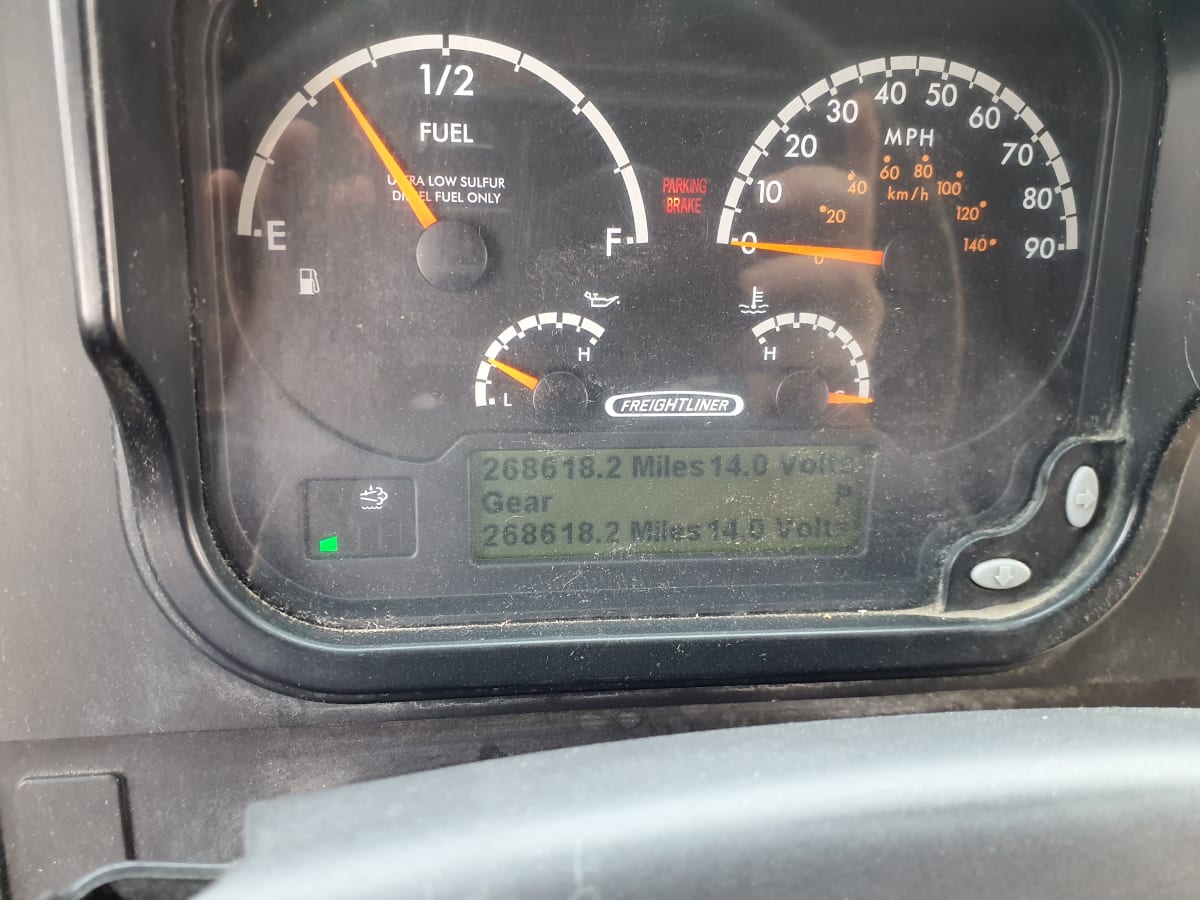 1/2
FUEL
ULTRA LOW SULFUR
DIESEL FUEL ONLY
E
F
PARKING
BRAKE
0 10 20 30 40 50 60 70 80 90
MPH
20 40 60 80 100 120 140
km/h
0
L H
H
FREIGHTLINER
268618.2 Miles 14.0 Volts
Gear P
268618.2 Miles 14.0 Volts